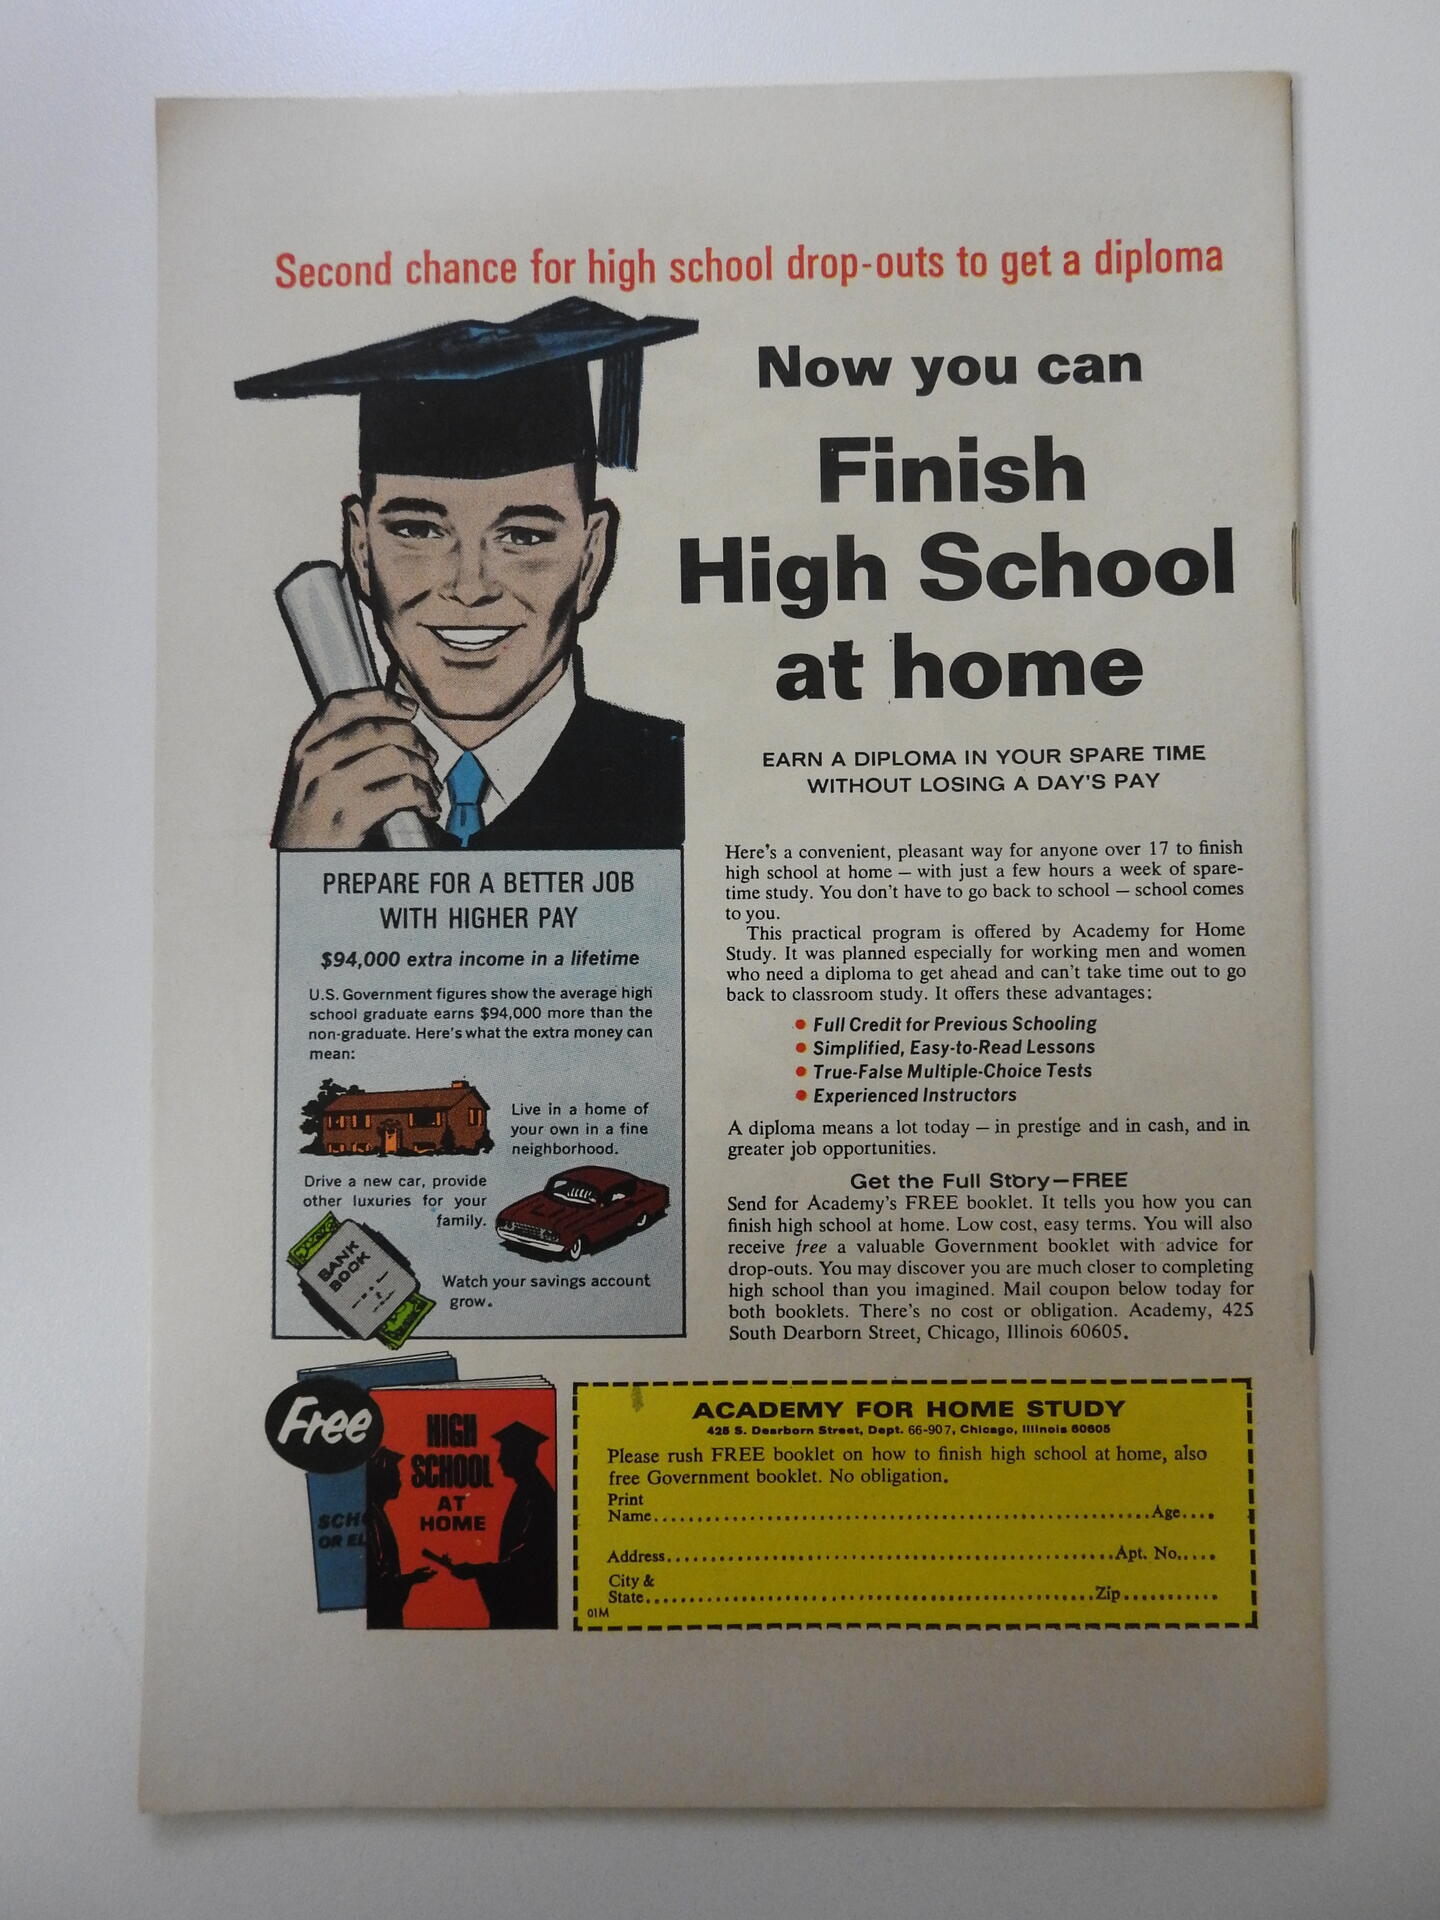 Second chance for high school drop-outs to get a diploma
Now you can
Finish
High School
at home
EARN A DIPLOMA IN YOUR SPARE TIME
WITHOUT LOSING A DAY'S PAY
PREPARE FOR A BETTER JOB
WITH HIGHER PAY
$94,000 extra income in a lifetime
U.S. Government figures show the average high
school graduate earns $94,000 more than the
non-graduate. Here's what the extra money can
mean:
Live in a home of
your own in a fine
neighborhood.
Drive a new car, provide
other luxuries for your
family.
BANK
BOOK
Watch your savings account
grow.
Here's a convenient, pleasant way for anyone over 17 to finish
high school at home — with just a few hours a week of spare-
time study. You don't have to go back to school — school comes
to you.
This practical program is offered by Academy for Home
Study. It was planned especially for working men and women
who need a diploma to get ahead and can't take time out to go
back to classroom study. It offers these advantages:
• Full Credit for Previous Schooling
• Simplified, Easy-to-Read Lessons
• True-False Multiple-Choice Tests
• Experienced Instructors
A diploma means a lot today — in prestige and in cash, and in
greater job opportunities.
Get the Full Story—FREE
Send for Academy's FREE booklet. It tells you how you can
finish high school at home. Low cost, easy terms. You will also
receive free a valuable Government booklet with advice for
drop-outs. You may discover you are much closer to completing
high school than you imagined. Mail coupon below today for
both booklets. There's no cost or obligation. Academy, 425
South Dearborn Street, Chicago, Illinois 60605.
Free
SCH
OR EL
HIGH
SCHOOL
AT
HOME
ACADEMY FOR HOME STUDY
425 S. Dearborn Street, Dept. 66-907, Chicago, Illinois 60605
Please rush FREE booklet on how to finish high school at home, also
free Government booklet. No obligation.
Print
Name..........Age....
Address..........Apt. No.....
City &
State..........Zip..........
01M